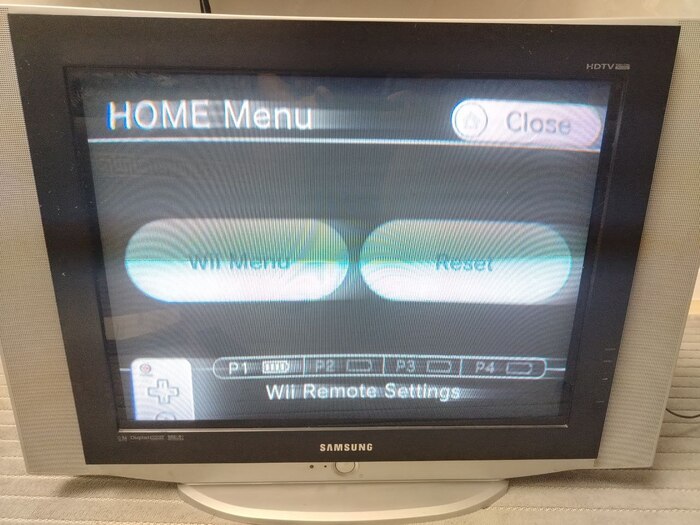 HDTV
HOME Menu
Close
Wii Menu
Reset
P1 P2 P3 P4
Wii Remote Settings
SAMSUNG